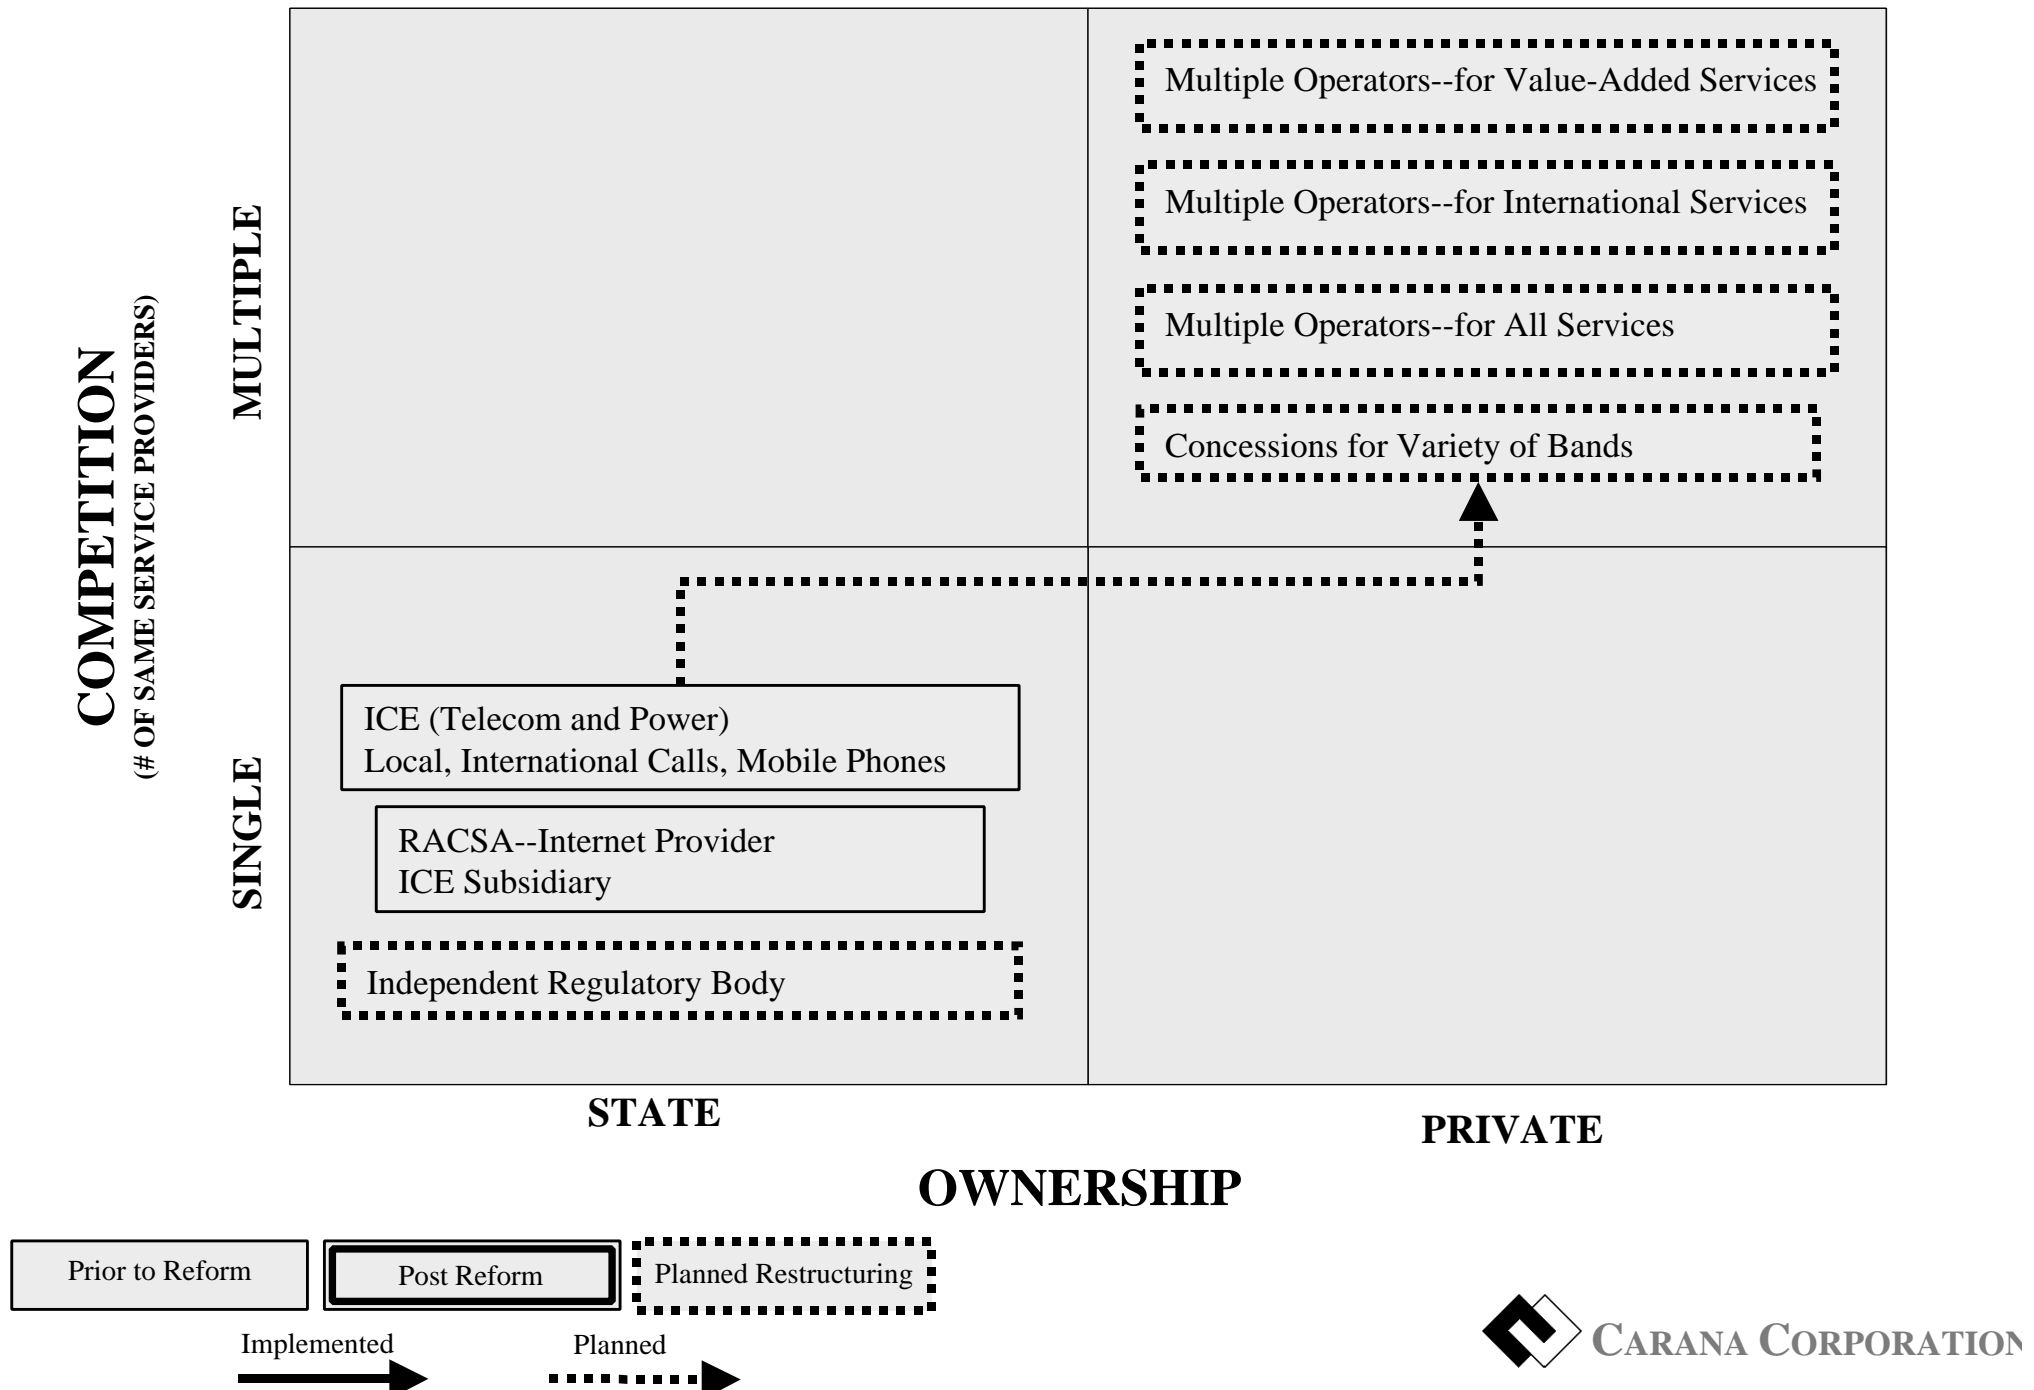 Multiple Operators--for Value-Added Services
Multiple Operators--for International Services
Multiple Operators--for All Services
Concessions for Variety of Bands
COMPETITION
(# OF SAME SERVICE PROVIDERS)
MULTIPLE
SINGLE
ICE (Telecom and Power)
Local, International Calls, Mobile Phones
RACSA--Internet Provider
ICE Subsidiary
Independent Regulatory Body
STATE
PRIVATE
OWNERSHIP
Prior to Reform
Post Reform
Planned Restructuring
Implemented
Planned
CARANA CORPORATION